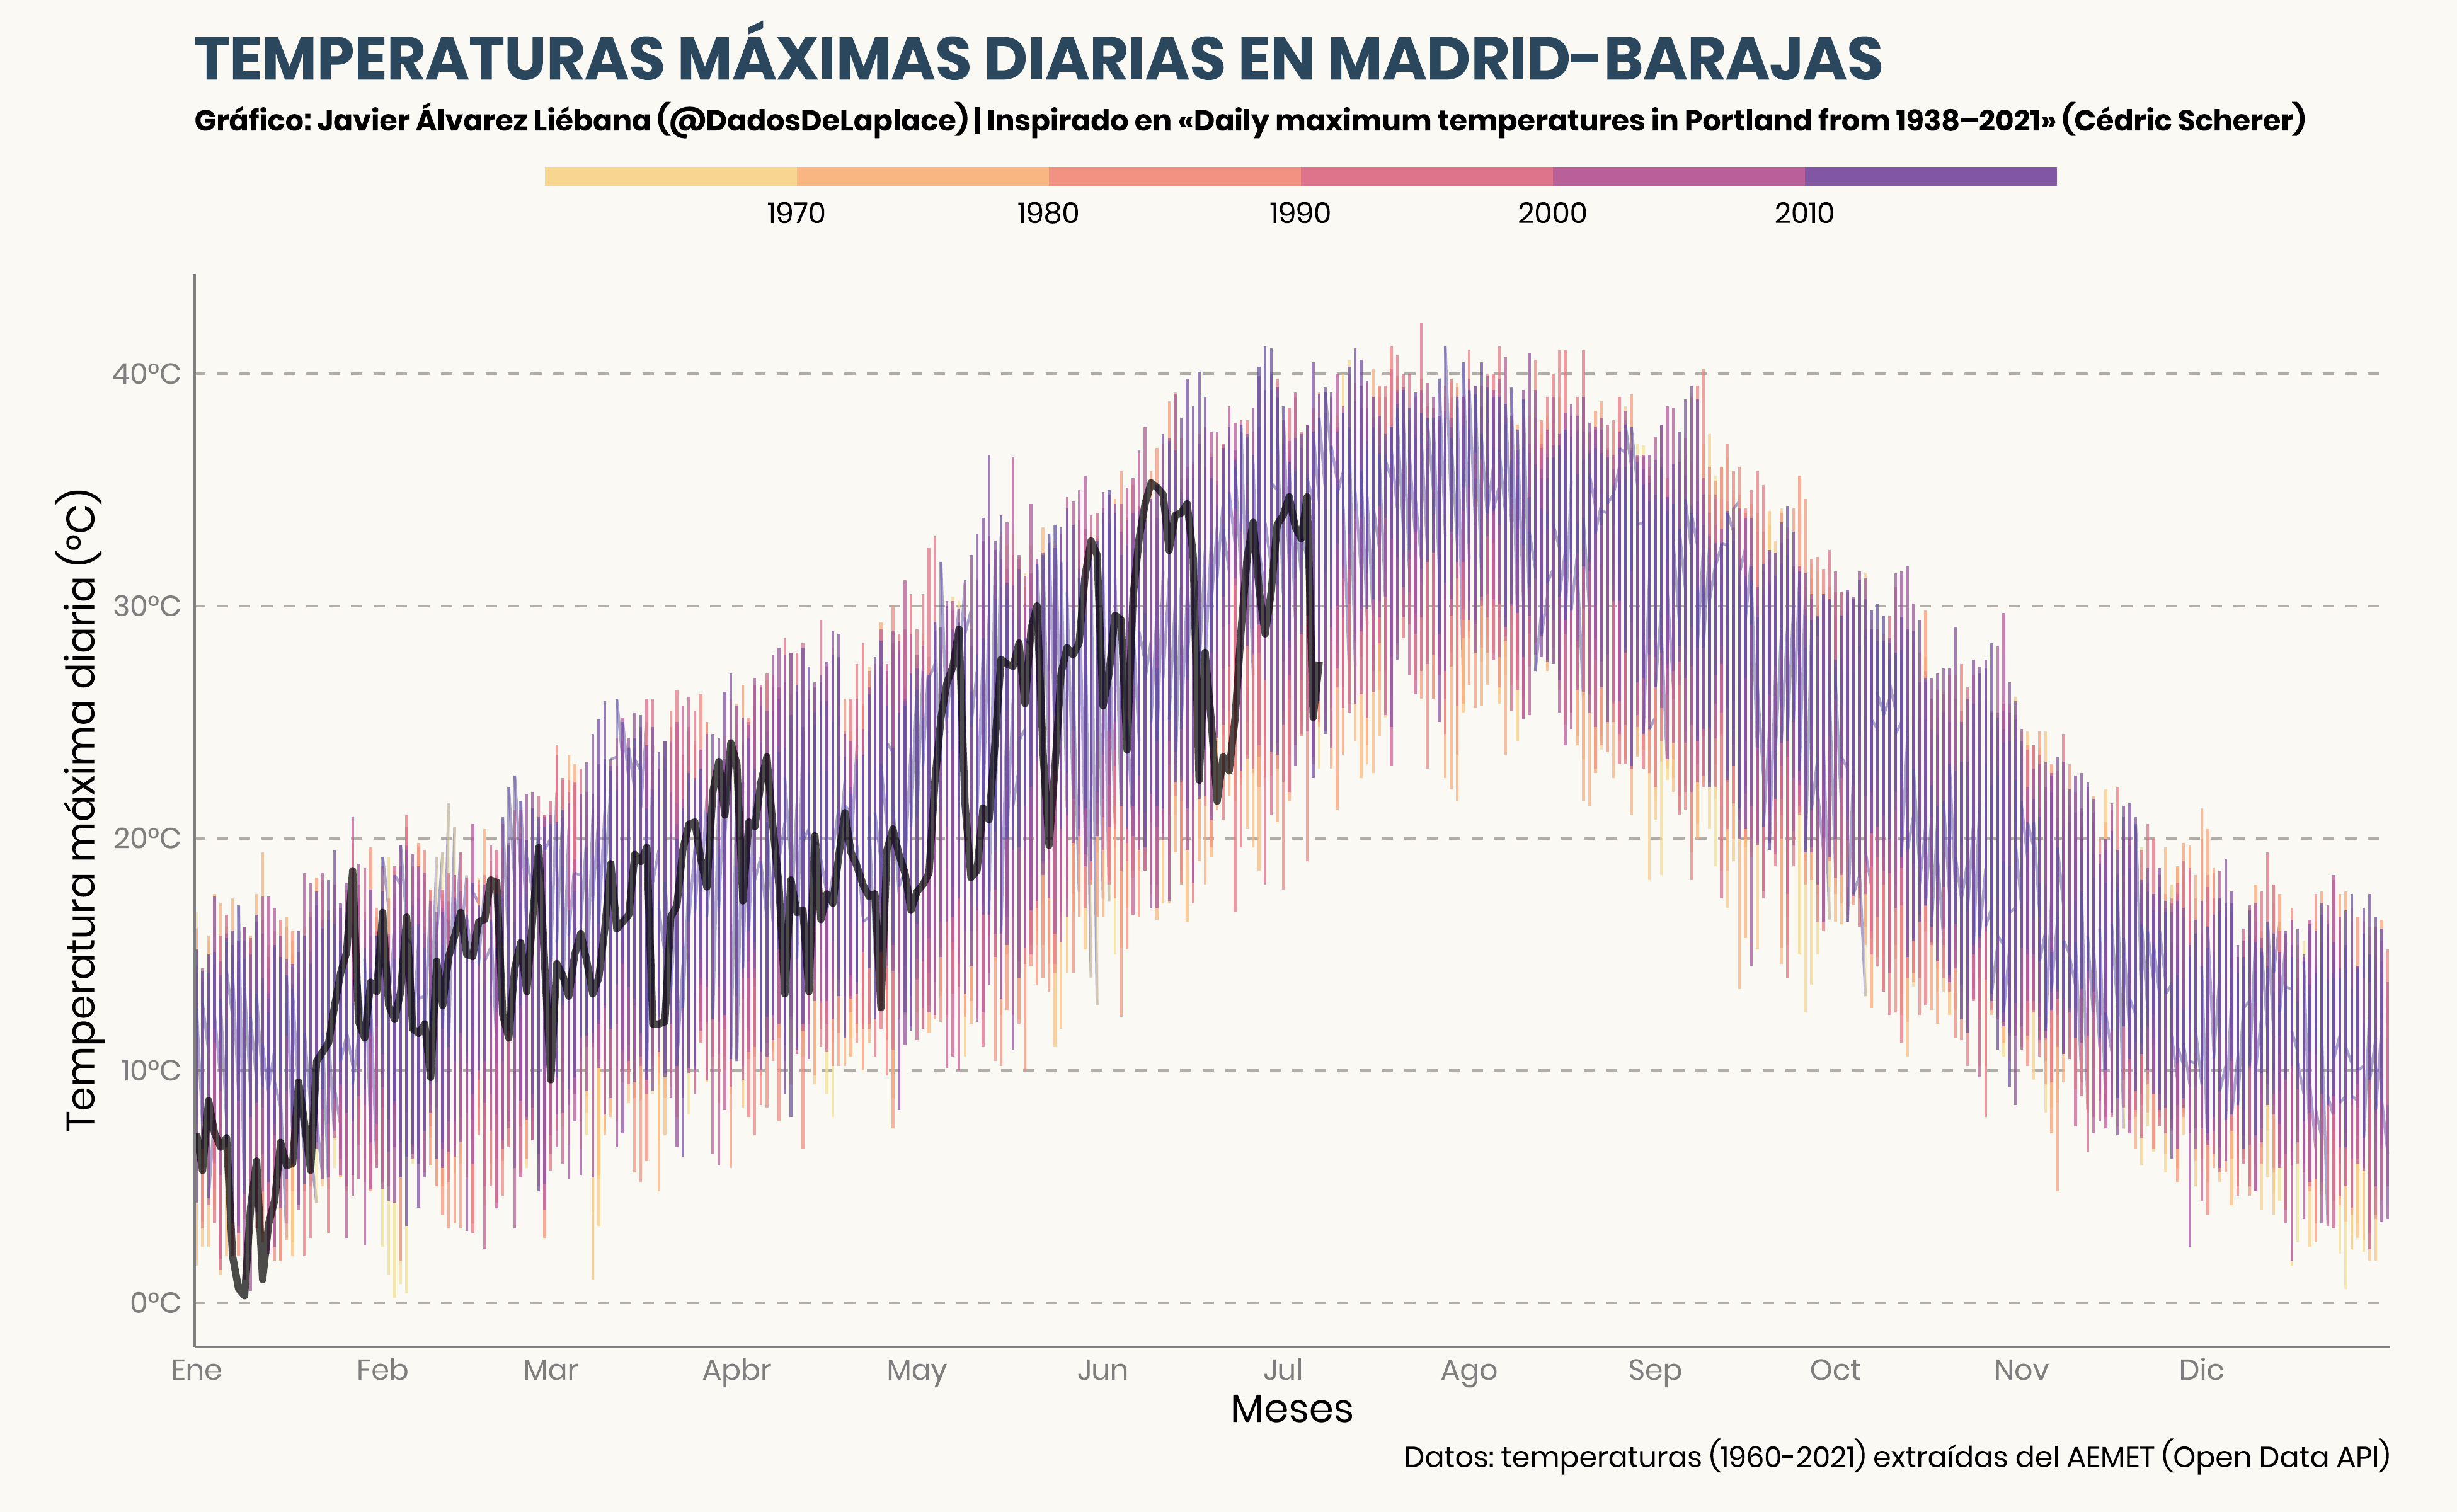 TEMPERATURAS MÁXIMAS DIARIAS EN MADRID-BARAJAS
Gráfico: Javier Álvarez Liébana (@DadosDeLaplace) | Inspirado en «Daily maximum temperatures in Portland from 1938–2021» (Cédric Scherer)
1970 1980 1990 2000 2010
Temperatura máxima diaria (ºC)
40ºC
30ºC
20ºC
10ºC
0ºC
Ene Feb Mar Apbr May Jun Jul Ago Sep Oct Nov Dic
Meses
Datos: temperaturas (1960-2021) extraídas del AEMET (Open Data API)